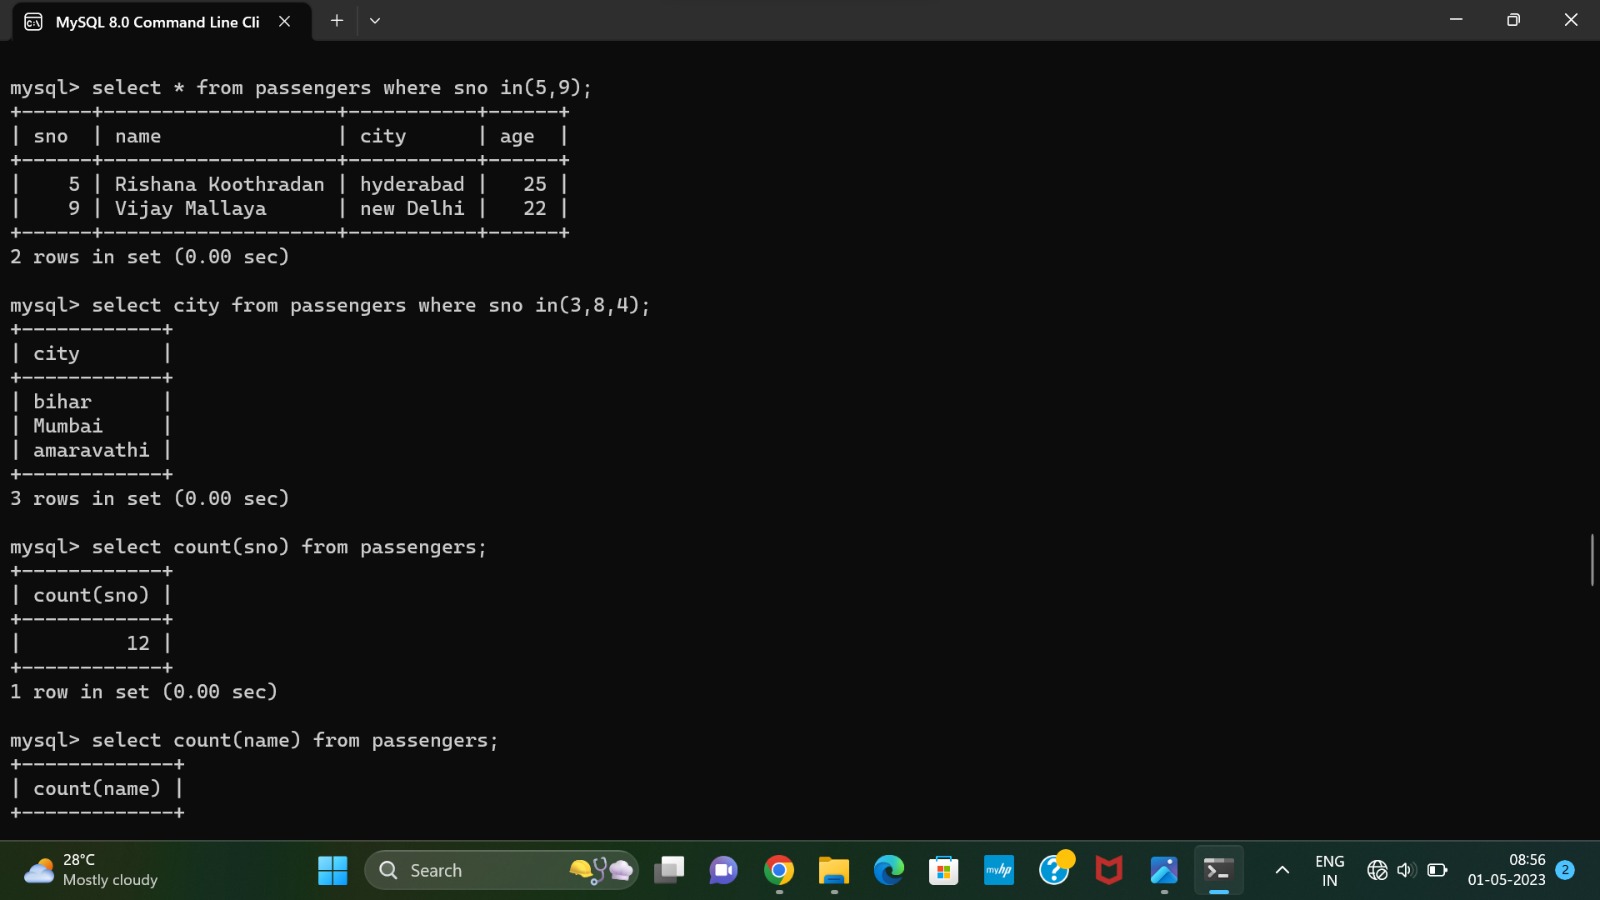 MySQL 8.0 Command Line Cli
mysql> select * from passengers where sno in(5,9);
+------+--------------------+-----------+------+
| sno  | name               | city      | age  |
+------+--------------------+-----------+------+
|    5 | Rishana Koothradan | hyderabad |   25 |
|    9 | Vijay Mallaya      | new Delhi |   22 |
+------+--------------------+-----------+------+
2 rows in set (0.00 sec)
mysql> select city from passengers where sno in(3,8,4);
+------------+
| city       |
+------------+
| bihar      |
| Mumbai     |
| amaravathi |
+------------+
3 rows in set (0.00 sec)
mysql> select count(sno) from passengers;
+------------+
| count(sno) |
+------------+
|         12 |
+------------+
1 row in set (0.00 sec)
mysql> select count(name) from passengers;
+-------------+
| count(name) |
+-------------+
28°C
Mostly cloudy
Search
myhp
ENG
IN
08:56
01-05-2023
2